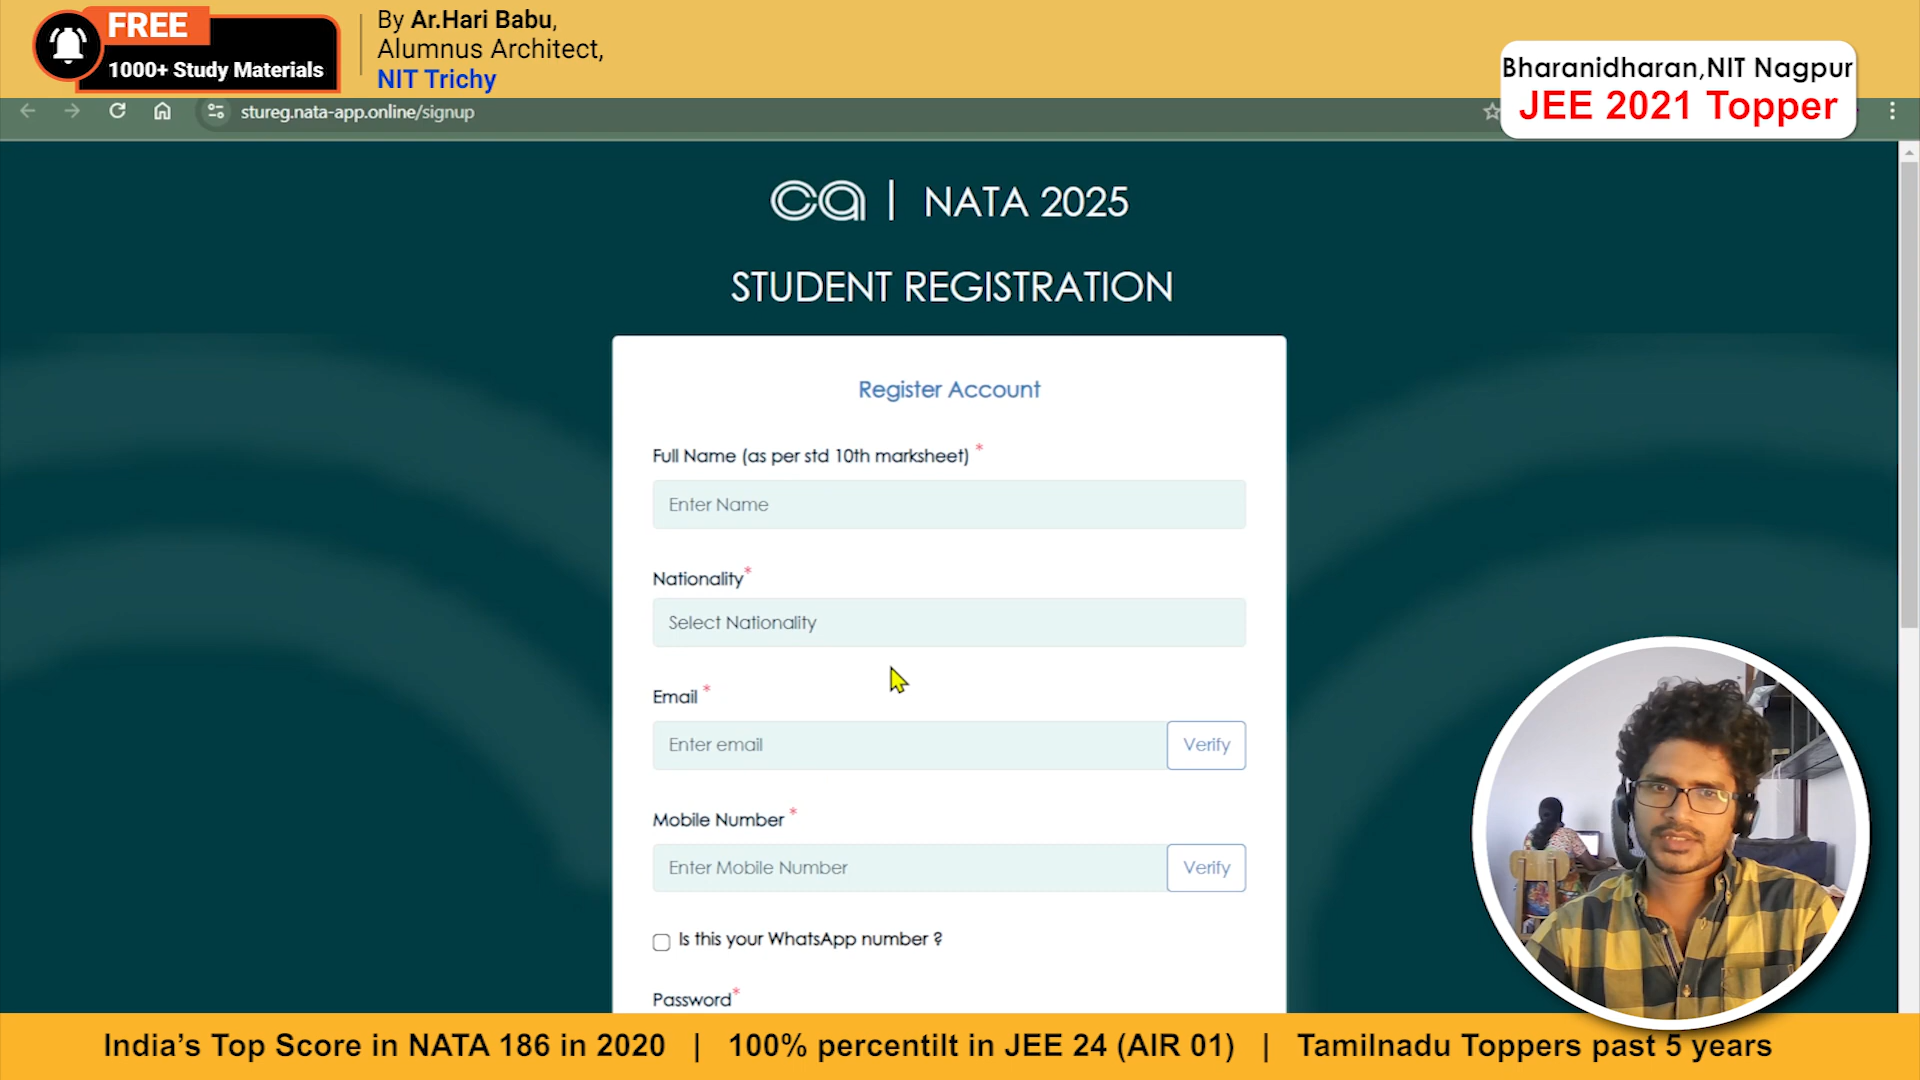 FREE
1000+ Study Materials
By Ar.Hari Babu,
Alumnus Architect,
NIT Trichy
Bharanidharan,NIT Nagpur
JEE 2021 Topper
stureg.nata-app.online/signup
ca | NATA 2025
STUDENT REGISTRATION
Register Account
Full Name (as per std 10th marksheet) *
Enter Name
Nationality*
Select Nationality
Email *
Enter email
Verify
Mobile Number *
Enter Mobile Number
Verify
Is this your WhatsApp number ?
Password*
India's Top Score in NATA 186 in 2020 | 100% percentilt in JEE 24 (AIR 01) | Tamilnadu Toppers past 5 years